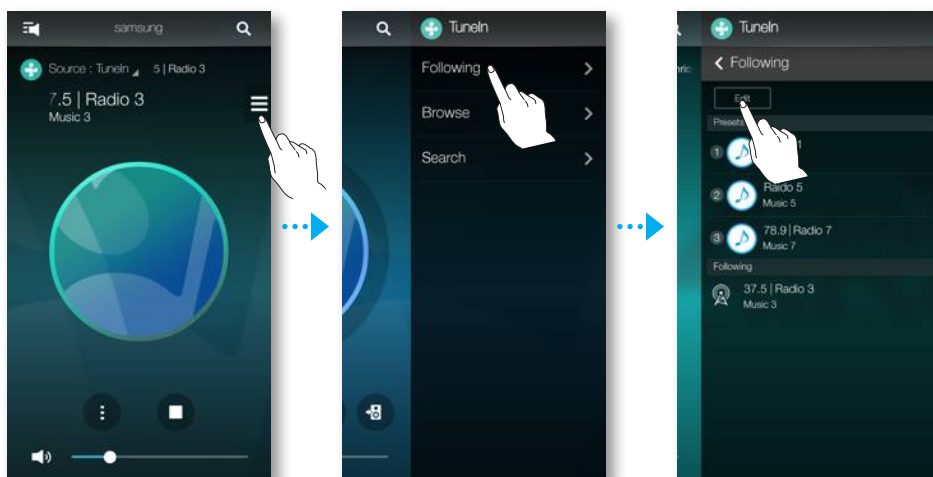 samsung
Source : TuneIn
5 | Radio 3
7.5 | Radio 3
Music 3
TuneIn
Following
Browse
Search
TuneIn
Following
Edit
Presets
1
1
2
Raido 5
Music 5
3
78.9 | Radio 7
Music 7
Following
37.5 | Radio 3
Music 3